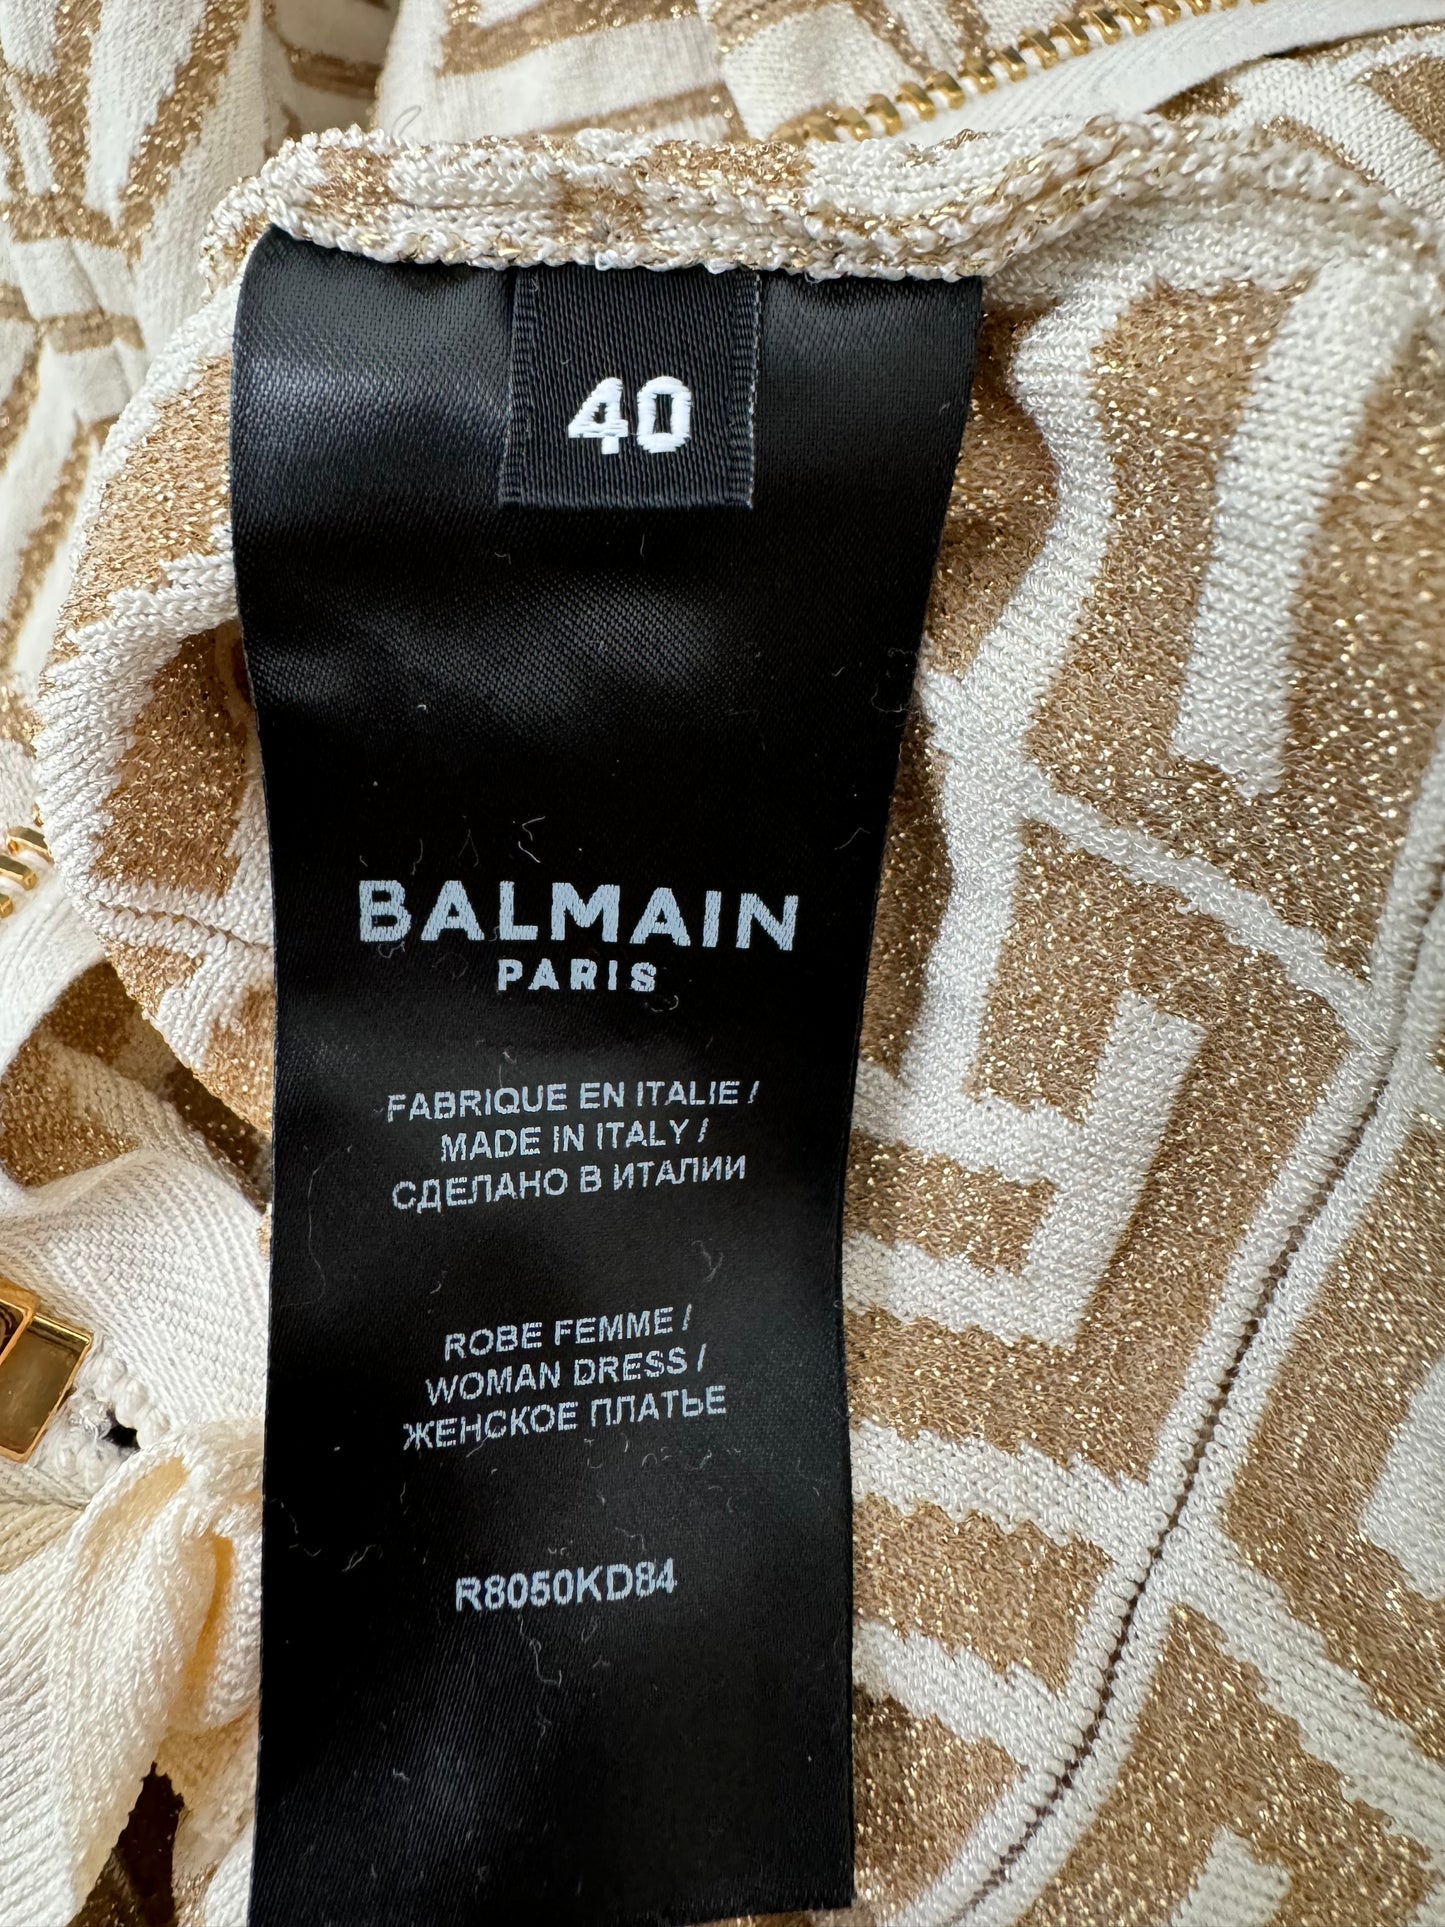 40
BALMAIN
PARIS
FABRIQUE EN ITALIE /
MADE IN ITALY /
СДЕЛАНО В ИТАЛИИ
ROBE FEMME /
WOMAN DRESS /
ЖЕНСКОЕ ПЛАТЬЕ
R8050KD84